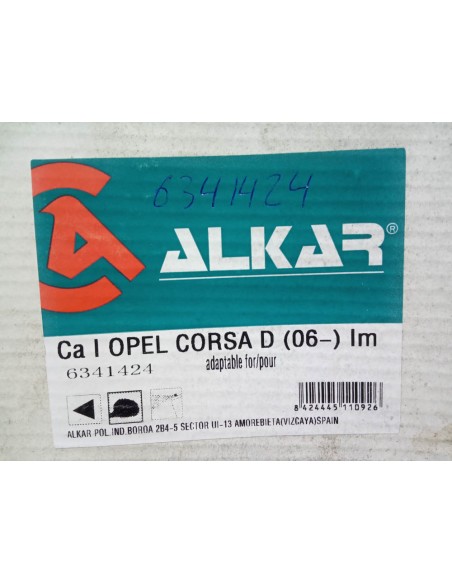 6341424
ALKAR®
Ca I OPEL CORSA D (06-) Im
adaptable for/pour
6341424
8 424445 110926
ALKAR POL.IND.BOROA 2B4-5 SECTOR UI-13 AMOREBIETA(VIZCAYA)SPAIN